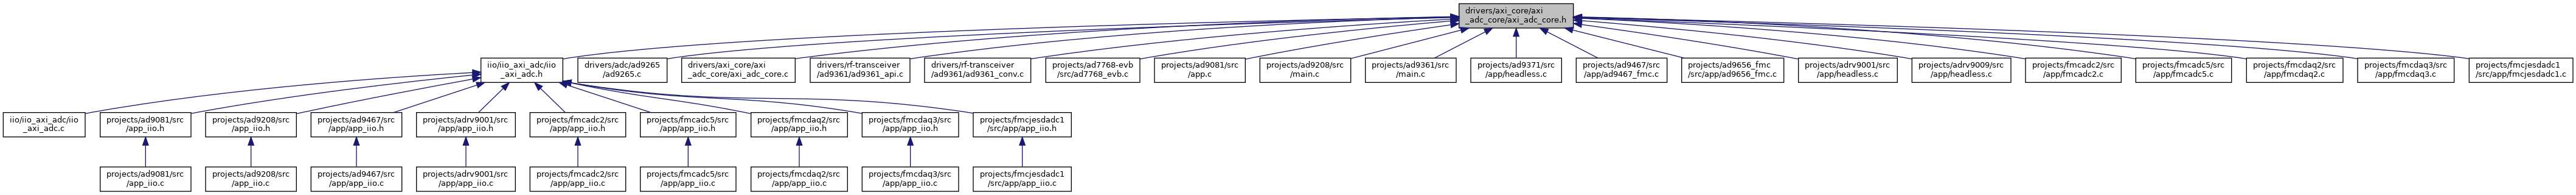 drivers/axi_core/axi
_adc_core/axi_adc_core.h
iio/iio_axi_adc/iio
_axi_adc.h
drivers/adc/ad9265
/ad9265.c
drivers/axi_core/axi
_adc_core/axi_adc_core.c
drivers/rf-transceiver
/ad9361/ad9361_api.c
drivers/rf-transceiver
/ad9361/ad9361_conv.c
projects/ad7768-evb
/src/ad7768_evb.c
projects/ad9081/src
/app.c
projects/ad9208/src
/main.c
projects/ad9361/src
/main.c
projects/ad9371/src
/app/headless.c
projects/ad9467/src
/app/ad9467_fmc.c
projects/ad9656_fmc
/src/app/ad9656_fmc.c
projects/adrv9001/src
/app/headless.c
projects/adrv9009/src
/app/headless.c
projects/fmcadc2/src
/app/fmcadc2.c
projects/fmcadc5/src
/app/fmcadc5.c
projects/fmcdaq2/src
/app/fmcdaq2.c
projects/fmcdaq3/src
/app/fmcdaq3.c
projects/fmcjesdadc1
/src/app/fmcjesdadc1.c
iio/iio_axi_adc/iio
_axi_adc.c
projects/ad9081/src
/app_iio.h
projects/ad9208/src
/app_iio.h
projects/ad9467/src
/app/app_iio.h
projects/adrv9001/src
/app/app_iio.h
projects/fmcadc2/src
/app/app_iio.h
projects/fmcadc5/src
/app/app_iio.h
projects/fmcdaq2/src
/app/app_iio.h
projects/fmcdaq3/src
/app/app_iio.h
projects/fmcjesdadc1
/src/app/app_iio.h
projects/ad9081/src
/app_iio.c
projects/ad9208/src
/app_iio.c
projects/ad9467/src
/app/app_iio.c
projects/adrv9001/src
/app/app_iio.c
projects/fmcadc2/src
/app/app_iio.c
projects/fmcadc5/src
/app/app_iio.c
projects/fmcdaq2/src
/app/app_iio.c
projects/fmcdaq3/src
/app/app_iio.c
projects/fmcjesdadc1
/src/app/app_iio.c